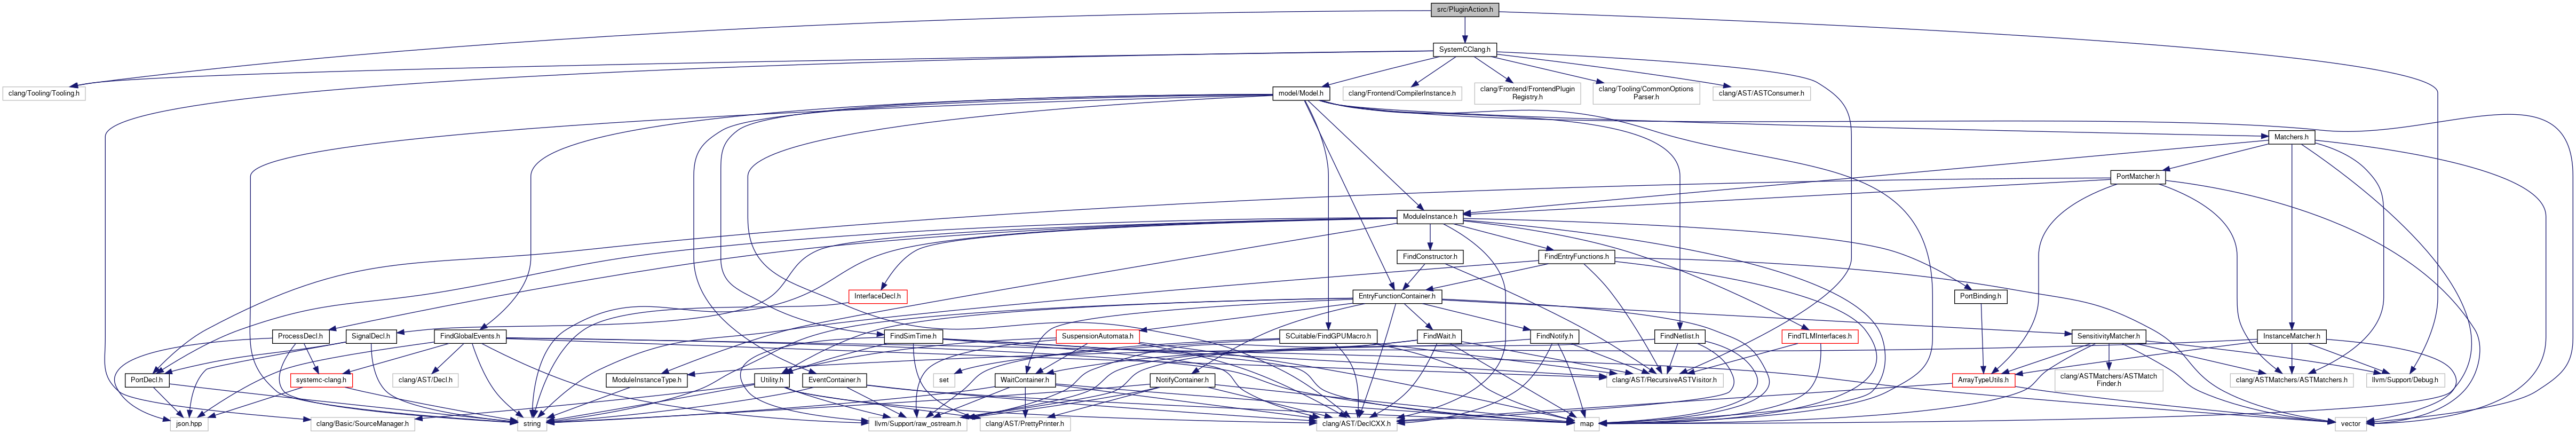 src/PluginAction.h
SystemCClang.h
clang/Tooling/Tooling.h
model/Model.h
clang/Frontend/CompilerInstance.h
clang/Frontend/FrontendPlugin
Registry.h
clang/Tooling/CommonOptions
Parser.h
clang/AST/ASTConsumer.h
Matchers.h
PortMatcher.h
ModuleInstance.h
FindConstructor.h
FindEntryFunctions.h
InterfaceDecl.h
EntryFunctionContainer.h
PortBinding.h
ProcessDecl.h
SignalDecl.h
FindGlobalEvents.h
FindSimTime.h
SuspensionAutomata.h
SCuitable/FindGPUMacro.h
FindWait.h
FindNotify.h
FindNetlist.h
FindTLMInterfaces.h
SensitivityMatcher.h
InstanceMatcher.h
PortDecl.h
systemc-clang.h
clang/AST/Decl.h
ModuleInstanceType.h
Utility.h
EventContainer.h
set
WaitContainer.h
NotifyContainer.h
clang/AST/RecursiveASTVisitor.h
ArrayTypeUtils.h
clang/ASTMatchers/ASTMatch
Finder.h
clang/ASTMatchers/ASTMatchers.h
llvm/Support/Debug.h
json.hpp
clang/Basic/SourceManager.h
string
llvm/Support/raw_ostream.h
clang/AST/PrettyPrinter.h
clang/AST/DeclCXX.h
map
vector